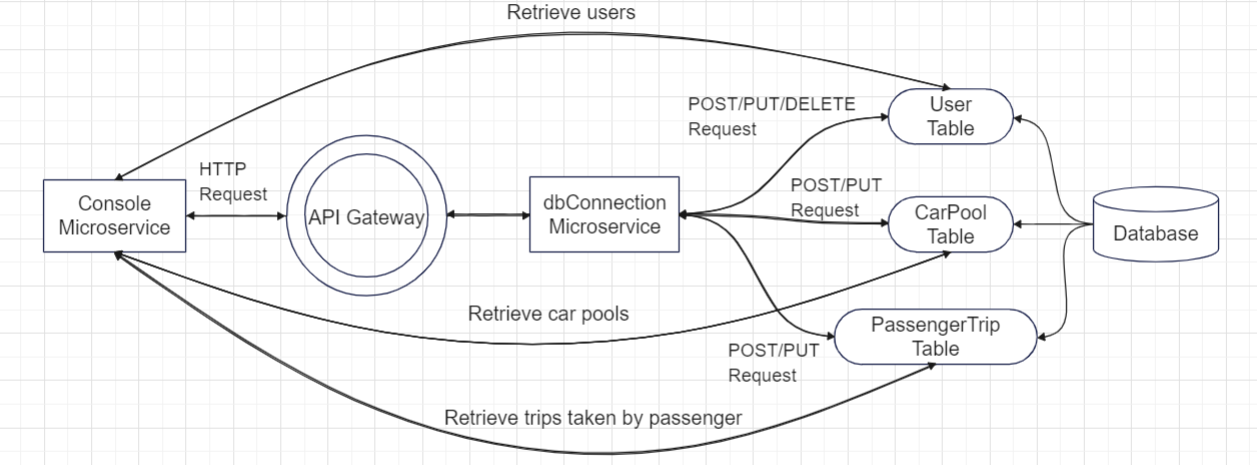 Retrieve users
POST/PUT/DELETE
Request
User
Table
HTTP
Request
Console
Microservice
API Gateway
dbConnection
Microservice
POST/PUT
Request
CarPool
Table
Database
Retrieve car pools
PassengerTrip
Table
POST/PUT
Request
Retrieve trips taken by passenger